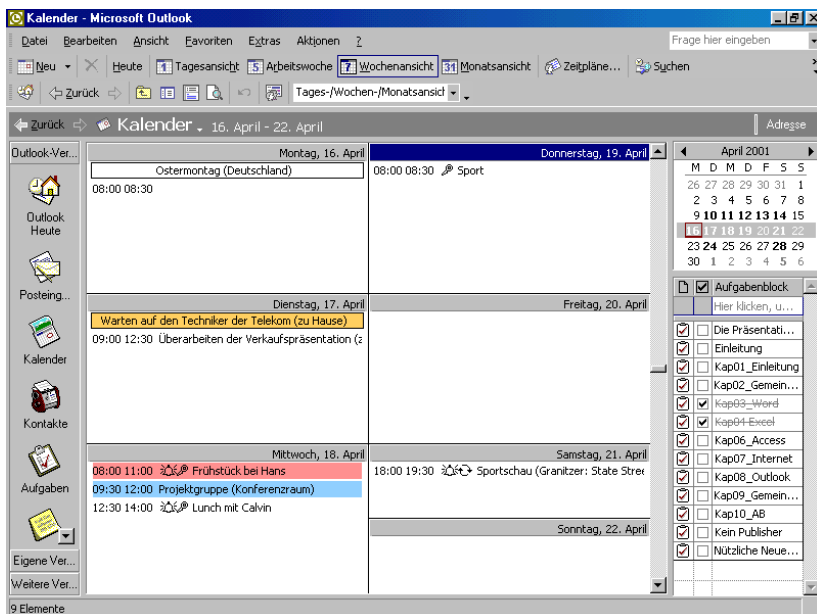 Kalender - Microsoft Outlook
Datei Bearbeiten Ansicht Favoriten Extras Aktionen ? Frage hier eingeben
Neu Heute 1 Tagesansicht 5 Arbeitswoche 7 Wochenansicht 31 Monatsansicht Zeitpläne... Suchen
Zurück Tages-/Wochen-/Monatsansicht
Zurück Kalender 16. April - 22. April Adresse
Outlook-Ver...
Outlook
Heute
Posteing...
Kalender
Kontakte
Aufgaben
Eigene Ver...
Weitere Ver...
Montag, 16. April
Ostermontag (Deutschland)
08:00 08:30
Dienstag, 17. April
Warten auf den Techniker der Telekom (zu Hause)
09:00 12:30 Überarbeiten der Verkaufspräsentation (z
Mittwoch, 18. April
08:00 11:00 Frühstück bei Hans
09:30 12:00 Projektgruppe (Konferenzraum)
12:30 14:00 Lunch mit Calvin
Donnerstag, 19. April
08:00 08:30 Sport
Freitag, 20. April
Samstag, 21. April
18:00 19:30 Sportschau (Granitzer: State Stree
Sonntag, 22. April
April 2001
M D M D F S S
26 27 28 29 30 31 1
2 3 4 5 6 7 8
9 10 11 12 13 14 15
16 17 18 19 20 21 22
23 24 25 26 27 28 29
30 1 2 3 4 5 6
Aufgabenblock
Hier klicken, u...
Die Präsentati...
Einleitung
Kap01_Einleitung
Kap02_Gemein...
Kap03_Word
Kap04 Excel
Kap06_Access
Kap07_Internet
Kap08_Outlook
Kap09_Gemein...
Kap10_AB
Kein Publisher
Nützliche Neue...
9 Elemente